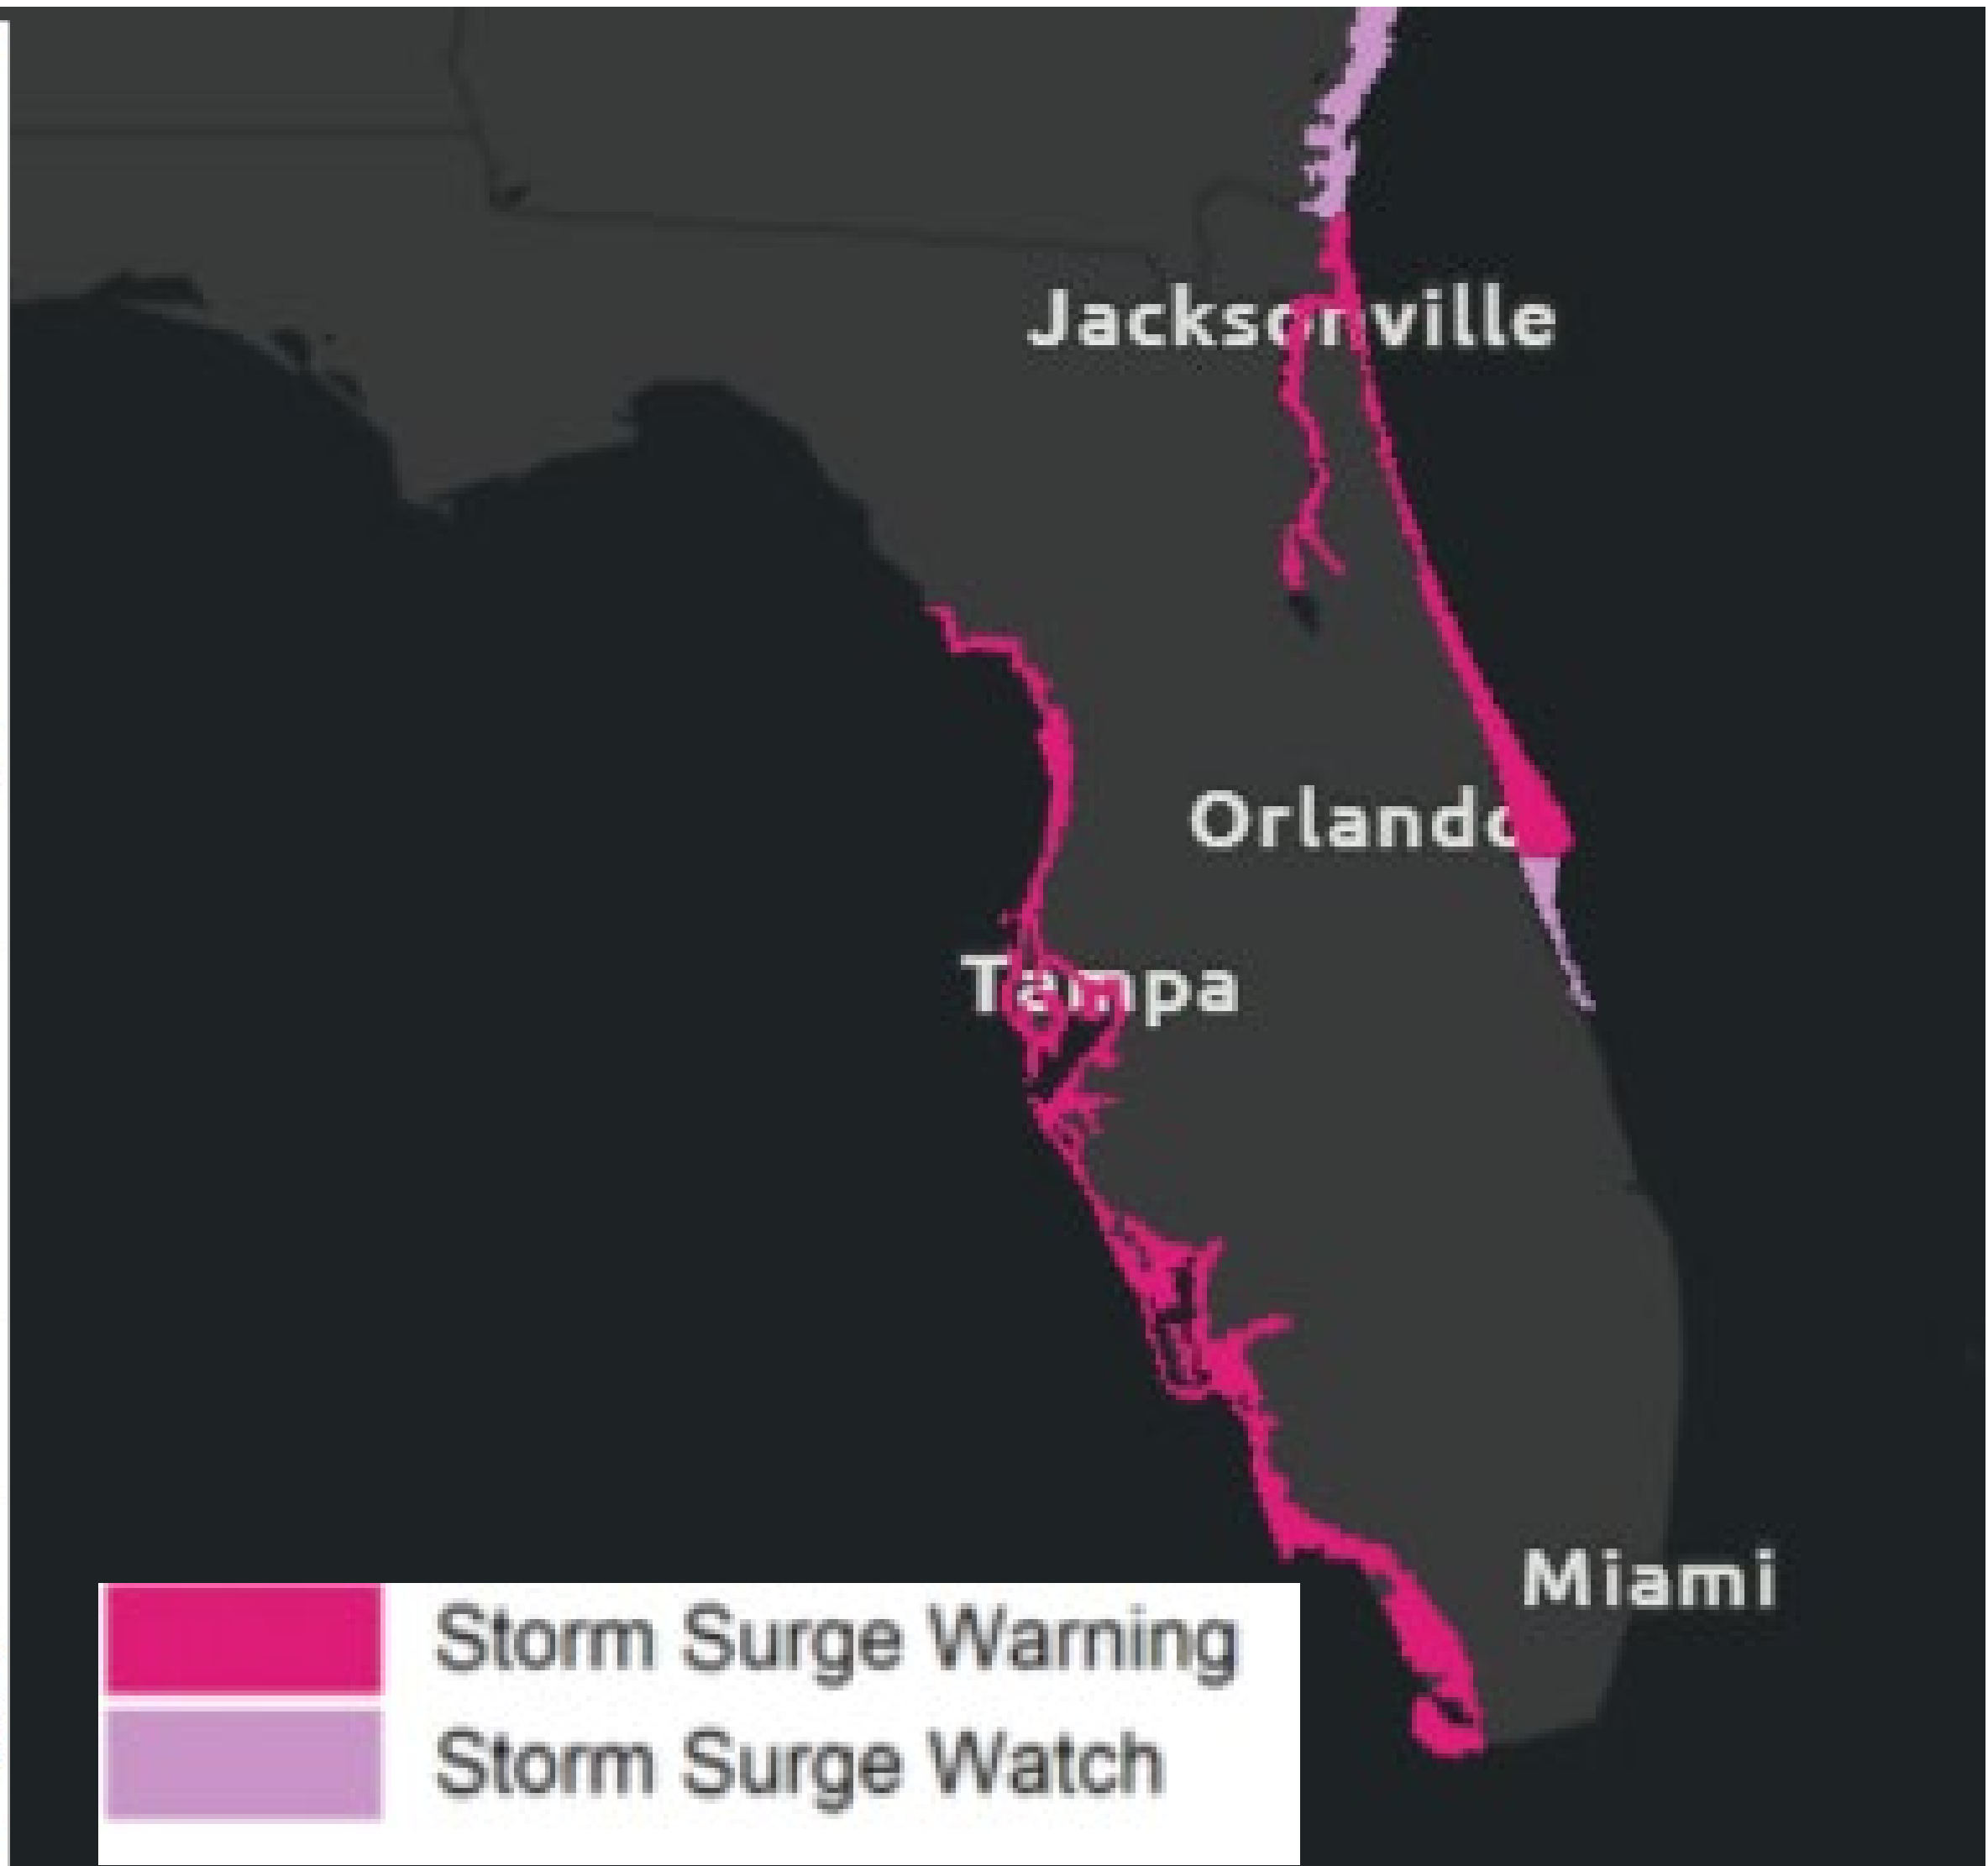 Jacksonville
Orlando
Tampa
Miami
Storm Surge Warning
Storm Surge Watch